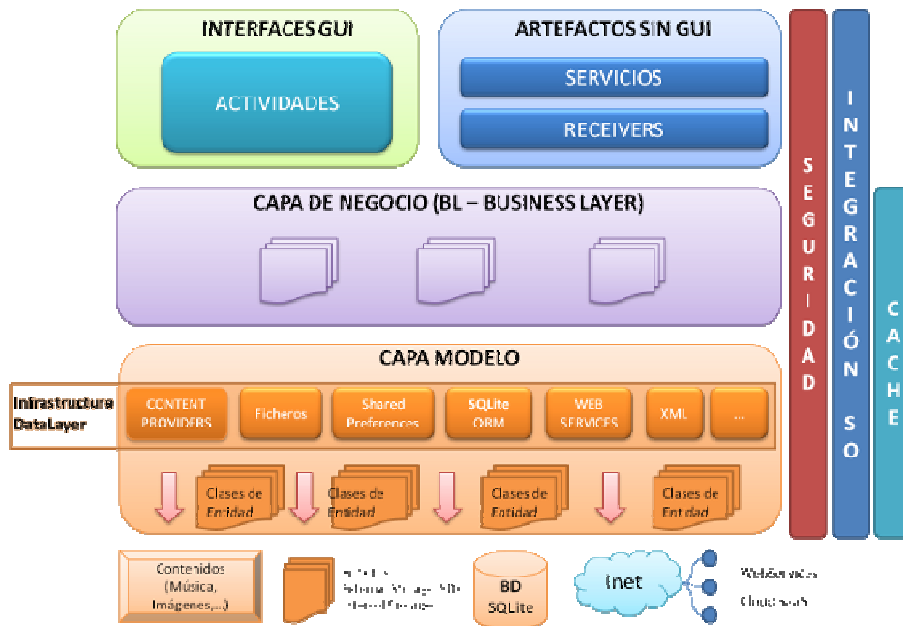 INTERFACES GUI
ACTIVIDADES
ARTEFACTOS SIN GUI
SERVICIOS
RECEIVERS
CAPA DE NEGOCIO (BL – BUSINESS LAYER)
CAPA MODELO
Infrastructure
DataLayer
CONTENT
PROVIDERS
Ficheros
Shared
Preferences
SQLite
ORM
WEB
SERVICES
XML
...
Clases de
Entidad
Clases de
Entidad
Clases de
Entidad
Clases de
Entidad
Contenidos
(Música,
Imágenes,...)
BD
SQLite
Inet
WebServices
SEGURIDAD
INTEGRACIÓN SO
CACHE